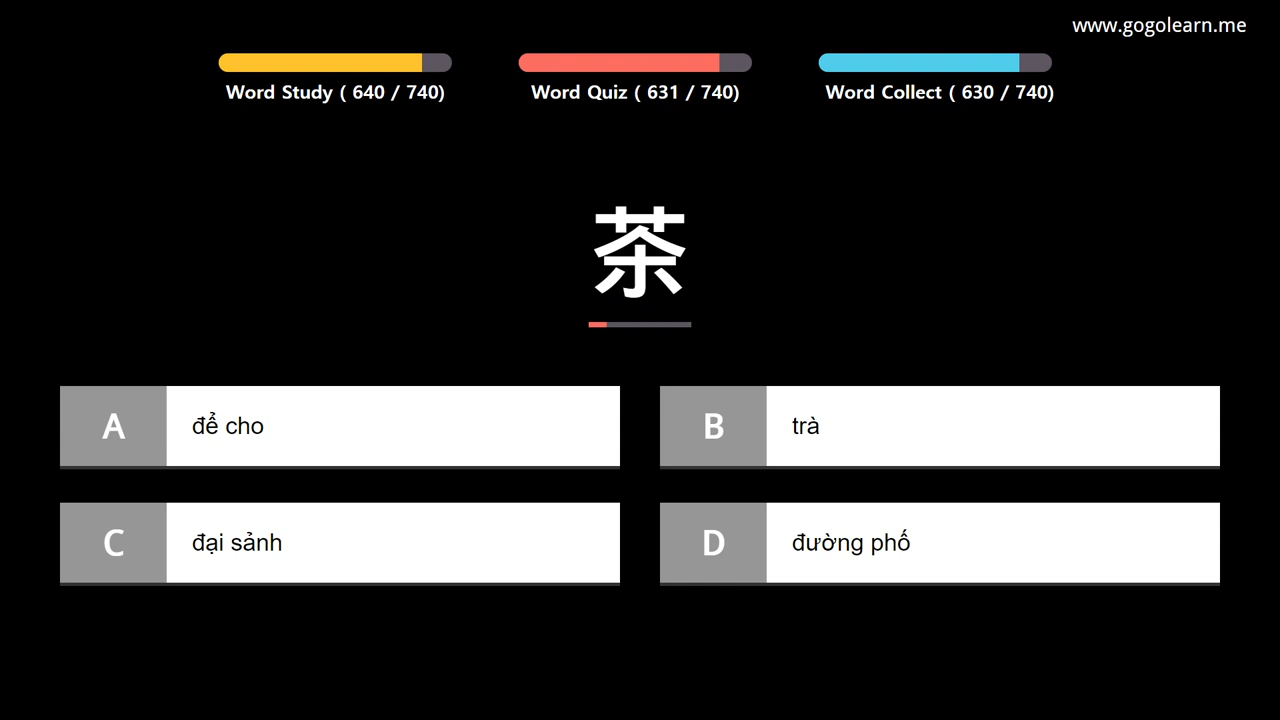 www.gogolearn.me
Word Study ( 640 / 740)
Word Quiz ( 631 / 740)
Word Collect ( 630 / 740)
茶
A để cho
B trà
C đại sảnh
D đường phố